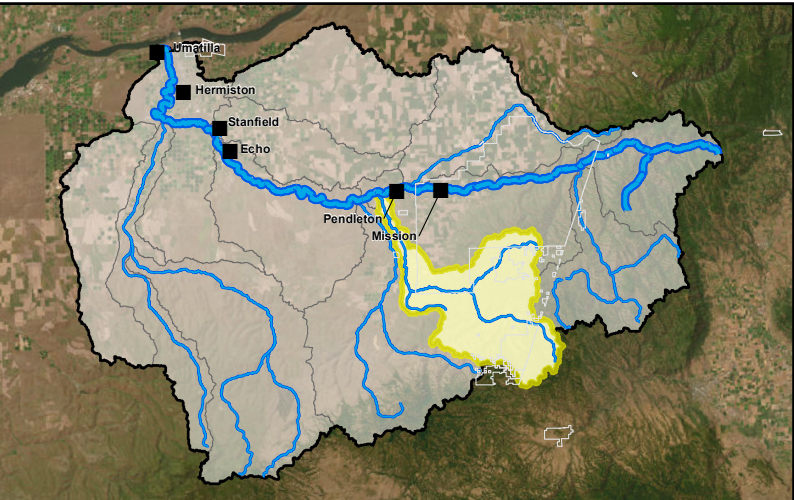 Umatilla
Hermiston
Stanfield
Echo
Pendleton
Mission